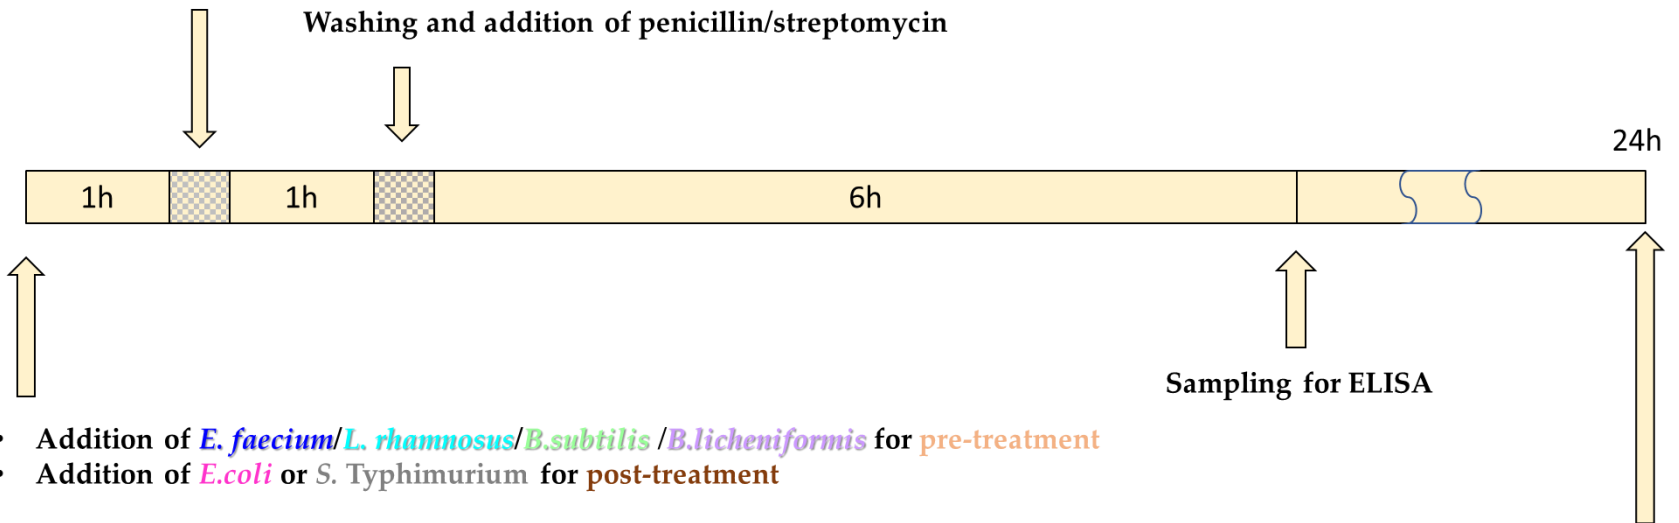 Washing and addition of penicillin/streptomycin
24h
1h 1h 6h
Sampling for ELISA
• Addition of E. faecium/L. rhamnosus/B.subtilis /B.licheniformis for pre-treatment
• Addition of E.coli or S. Typhimurium for post-treatment